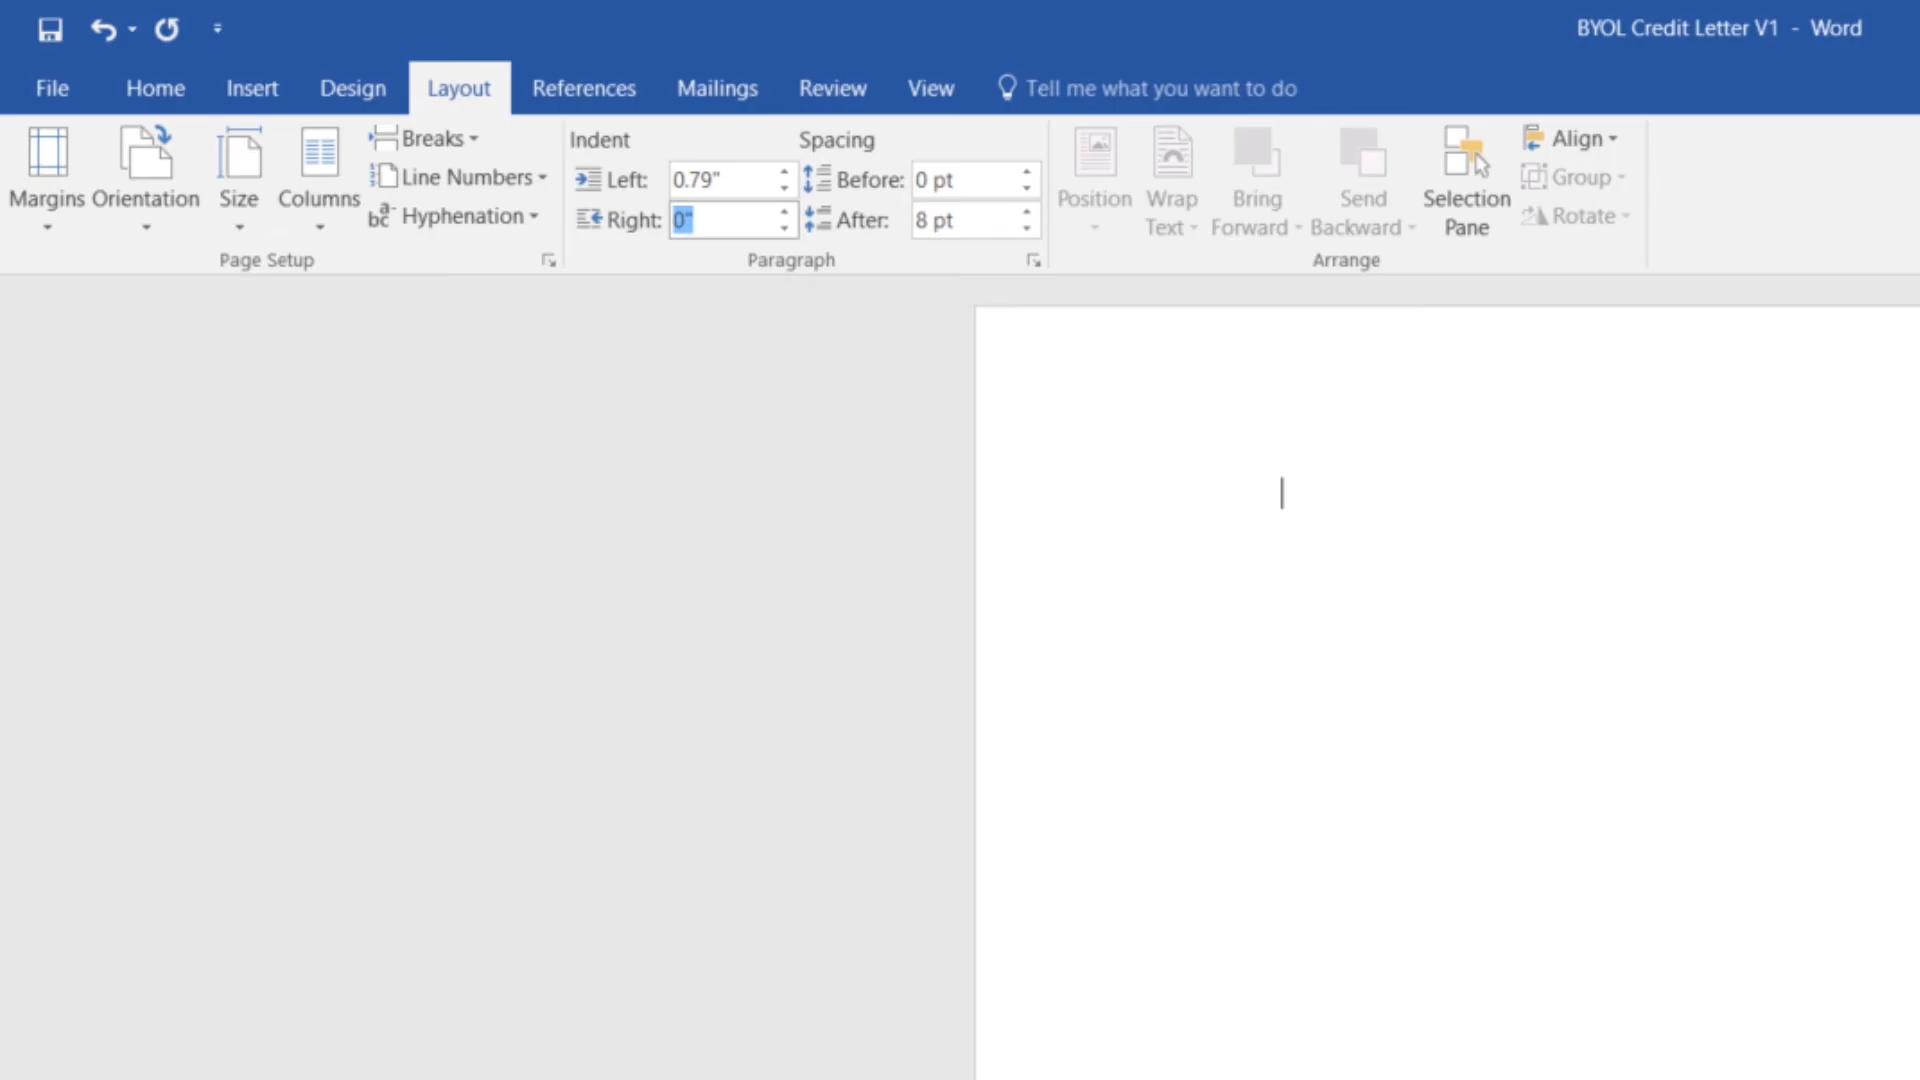 BYOL Credit Letter V1 - Word
File Home Insert Design Layout References Mailings Review View Tell me what you want to do
Margins Orientation Size Columns
Breaks
Line Numbers
bc a- Hyphenation
Page Setup
Indent Spacing
Left: 0.79" Before: 0 pt
Right: 0" After: 8 pt
Paragraph
Position Wrap Text Bring Forward Send Backward Selection Pane
Align
Group
Rotate
Arrange